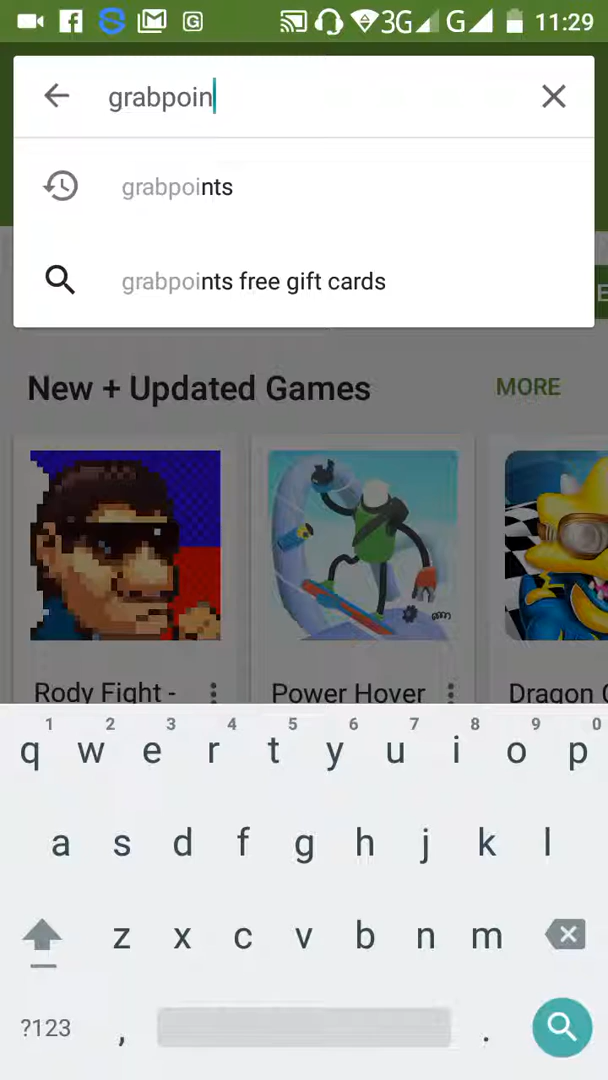 3G G 11:29
grabpoin
grabpoints
grabpoints free gift cards
E
New + Updated Games MORE
Rody Fight - Power Hover Dragon C
1 2 3 4 5 6 7 8 9 0
q w e r t y u i o p
a s d f g h j k l
z x c v b n m
?123 , .